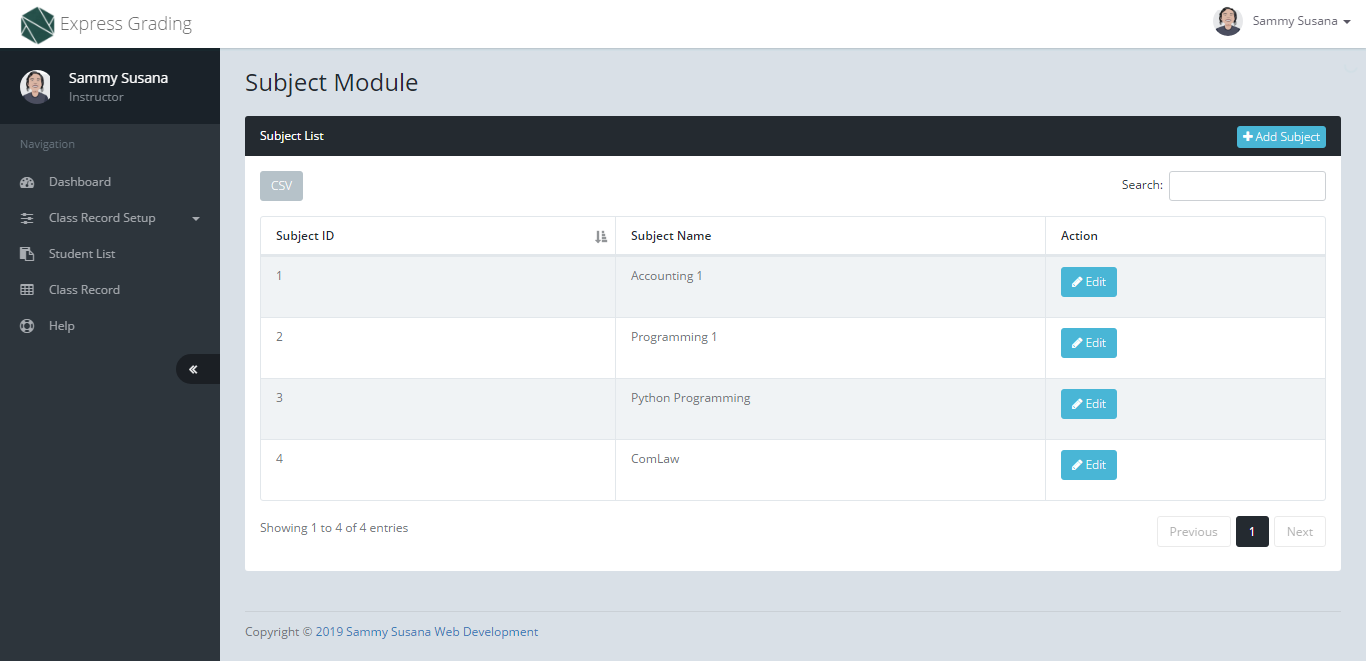 Express Grading
Sammy Susana
Sammy Susana
Instructor
Navigation
Dashboard
Class Record Setup
Student List
Class Record
Help
Subject Module
Subject List
Add Subject
CSV
Search:
Subject ID Subject Name Action
1 Accounting 1 Edit
2 Programming 1 Edit
3 Python Programming Edit
4 ComLaw Edit
Showing 1 to 4 of 4 entries
Previous 1 Next
Copyright © 2019 Sammy Susana Web Development